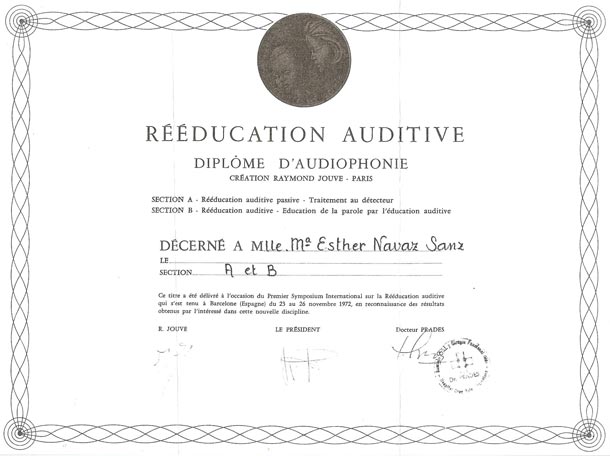 RÉÉDUCATION AUDITIVE
DIPLÔME D'AUDIOPHONIE
CRÉATION RAYMOND JOUVE - PARIS
SECTION A - Rééducation auditive passive - Traitement au détecteur
SECTION B - Rééducation auditive - Education de la parole par l'éducation auditive
DÉCERNÉ A Mlle. Mª Esther Navaz Sanz
LE
SECTION A et B
Ce titre a été délivré à l'occasion du Premier Symposium International sur la Rééducation auditive
qui s'est tenu à Barcelone (Espagne) du 23 au 26 novembre 1972, en reconnaissance des résultats
obtenus par l'intéressé dans cette nouvelle discipline.
R. JOUVE LE PRÉSIDENT Docteur PRADES